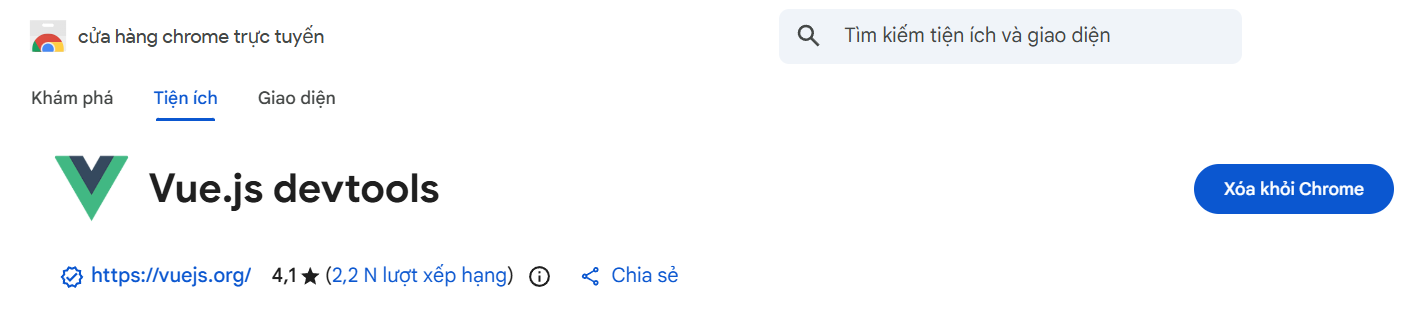 cửa hàng chrome trực tuyến
Tìm kiếm tiện ích và giao diện
Khám phá Tiện ích Giao diện
Vue.js devtools
Xóa khỏi Chrome
https://vuejs.org/ 4,1★ (2,2 N lượt xếp hạng) Chia sẻ